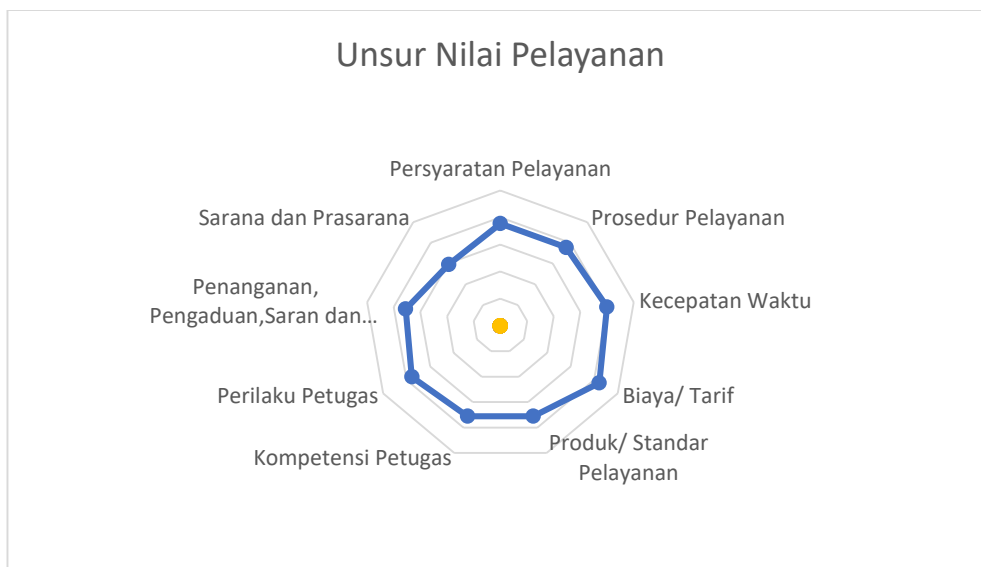 Unsur Nilai Pelayanan
Persyaratan Pelayanan
Prosedur Pelayanan
Kecepatan Waktu
Biaya/ Tarif
Produk/ Standar
Pelayanan
Kompetensi Petugas
Perilaku Petugas
Penanganan,
Pengaduan,Saran dan...
Sarana dan Prasarana